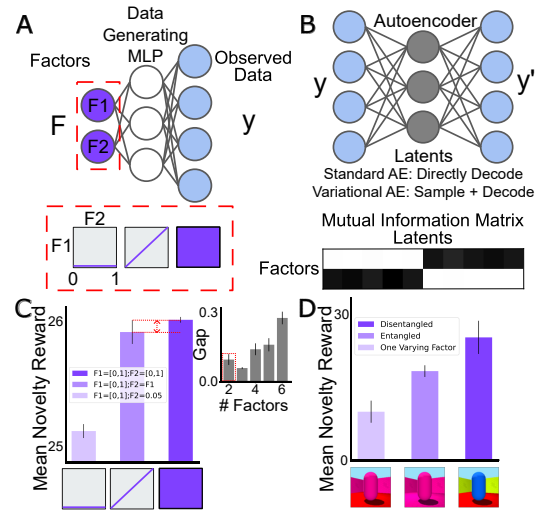 A
Data
Generating
MLP
Factors
Observed
Data
F
F1
F2
y
F2
F1
0 1
B
Autoencoder
y
y'
Latents
Standard AE: Directly Decode
Variational AE: Sample + Decode
Mutual Information Matrix
Latents
Factors
C
Mean Novelty Reward
26
25
F1=[0,1];F2=[0,1]
F1=[0,1];F2=F1
F1=[0,1];F2=0.05
Gap
0.3
0.0
2 4 6
# Factors
D
Mean Novelty Reward
30
0
Disentangled
Entangled
One Varying Factor